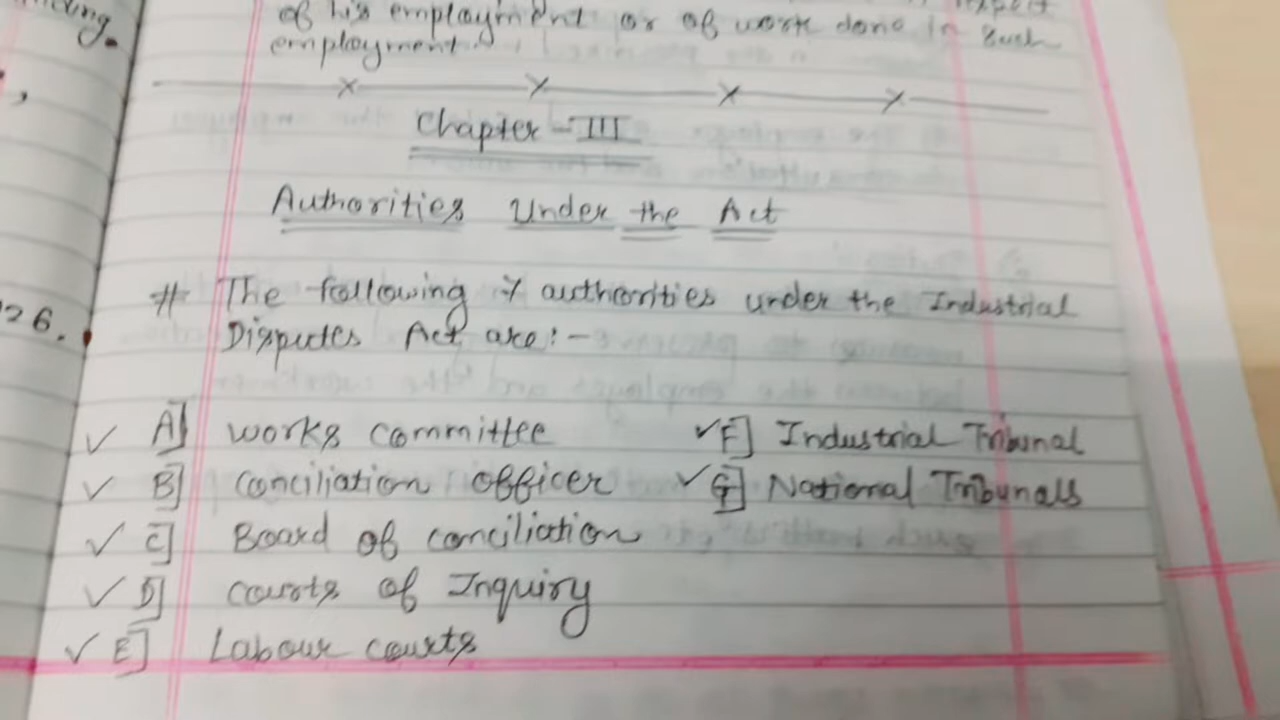 of his employment or of work done in such
employment.
Chapter-III
Authorities Under the Act
# The following 7 authorities under the Industrial
Disputes Act are:-
26.
✓ A] Works committee
✓ B] Conciliation officer
✓ C] Board of conciliation
✓ D] Courts of Inquiry
✓ E] Labour courts
✓ F] Industrial Tribunal
✓ G] National Tribunals